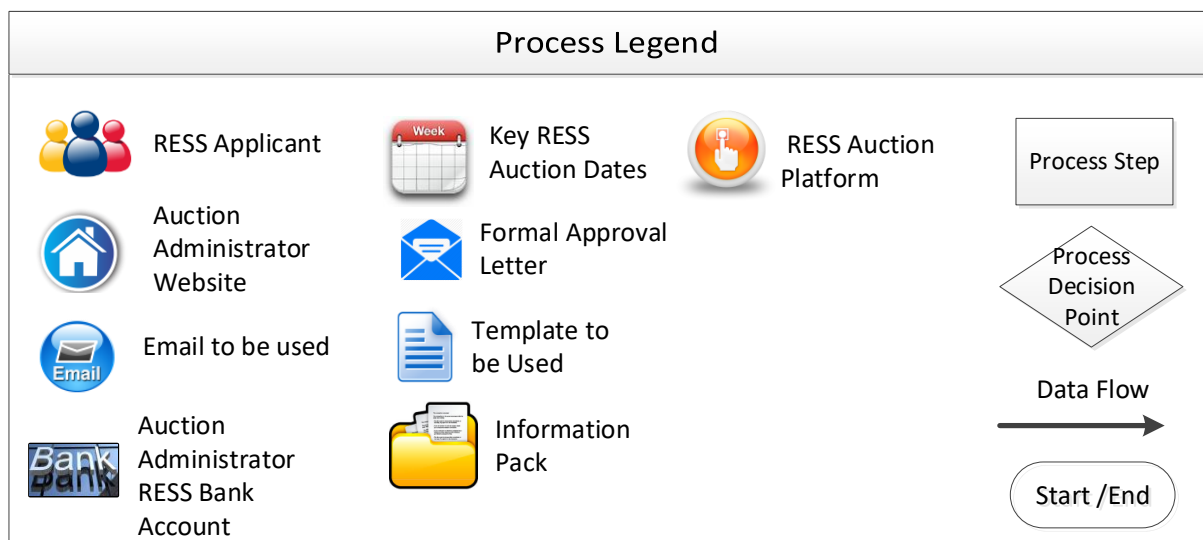 Process Legend
RESS Applicant
Auction
Administrator
Website
Email to be used
Email
Bank
Auction
Administrator
RESS Bank
Account
Week
Key RESS
Auction Dates
Formal Approval
Letter
Template to
be Used
Information
Pack
RESS Auction
Platform
Process Step
Process
Decision
Point
Data Flow
Start /End